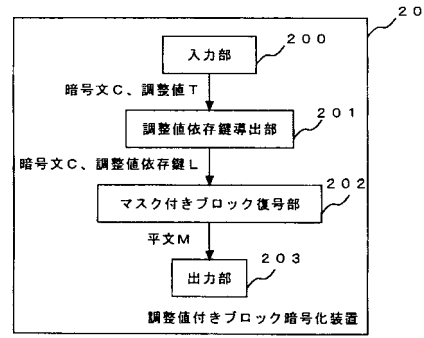 20
入力部
200
暗号文C、調整値T
調整値依存鍵導出部
201
暗号文C、調整値依存鍵L
マスク付きブロック復号部
202
平文M
出力部
203
調整値付きブロック暗号化装置